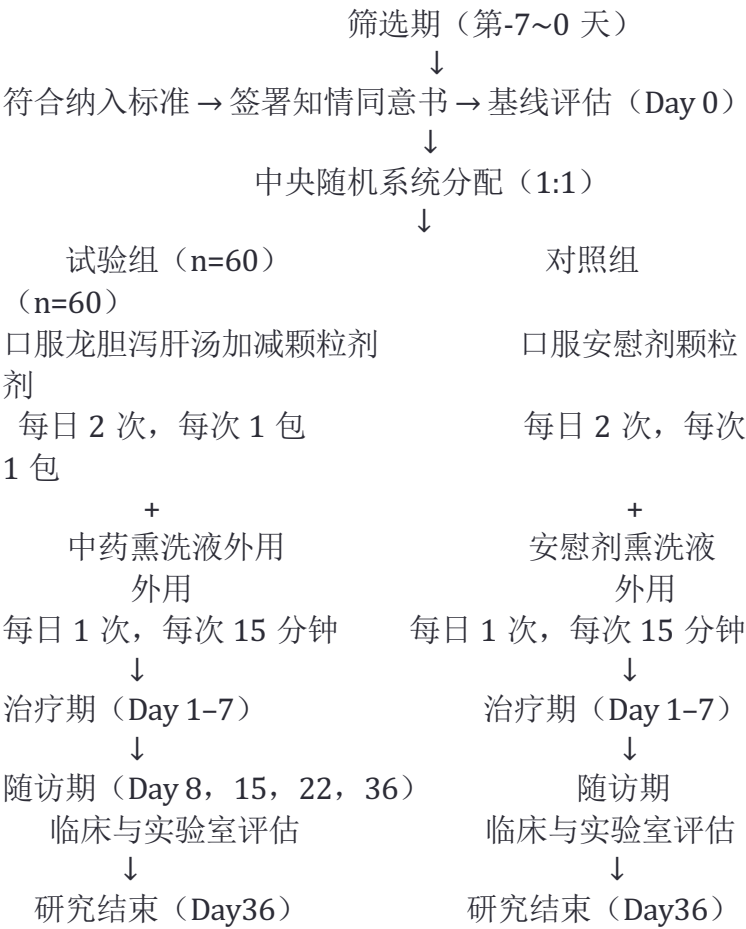 筛选期（第-7~0 天）
↓
符合纳入标准 → 签署知情同意书 → 基线评估（Day 0）
↓
中央随机系统分配（1:1）
↓
试验组（n=60） 对照组
（n=60）
口服龙胆泻肝汤加减颗粒剂 口服安慰剂颗粒
剂
每日 2 次，每次 1 包 每日 2 次，每次
1 包
+ +
中药熏洗液外用 安慰剂熏洗液
外用 外用
每日 1 次，每次 15 分钟 每日 1 次，每次 15 分钟
↓ ↓
治疗期（Day 1–7） 治疗期（Day 1–7）
↓ ↓
随访期（Day 8，15，22，36） 随访期
临床与实验室评估 临床与实验室评估
↓ ↓
研究结束（Day36） 研究结束（Day36）